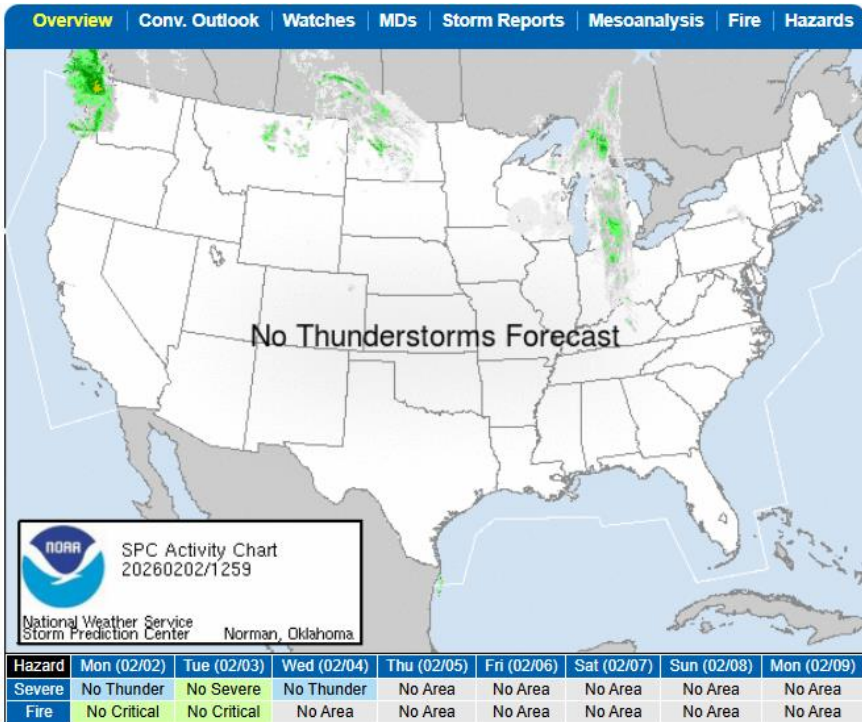 Overview Conv. Outlook Watches MDs Storm Reports Mesoanalysis Fire Hazards
No Thunderstorms Forecast
NOAA
SPC Activity Chart
20260202/1259
National Weather Service
Storm Prediction Center Norman, Oklahoma
Hazard Mon (02/02) Tue (02/03) Wed (02/04) Thu (02/05) Fri (02/06) Sat (02/07) Sun (02/08) Mon (02/09)
Severe No Thunder No Severe No Thunder No Area No Area No Area No Area No Area
Fire No Critical No Critical No Area No Area No Area No Area No Area No Area